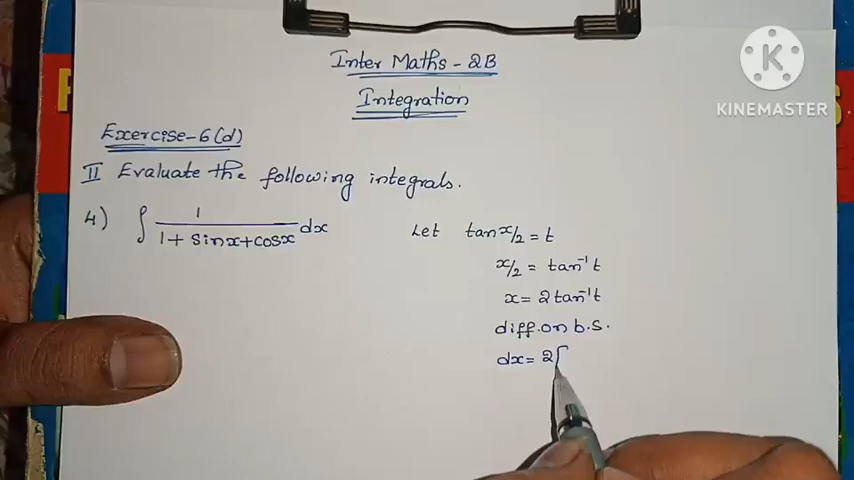 Inter Maths - 2B
Integration
KINEMASTER
Exercise-6(d)
II Evaluate the following integrals.
4) ∫ 1/(1+sinx+cosx) dx
Let tan x/2 = t
x/2 = tan⁻¹t
x = 2tan⁻¹t
diff.on b.s.
dx = 2[